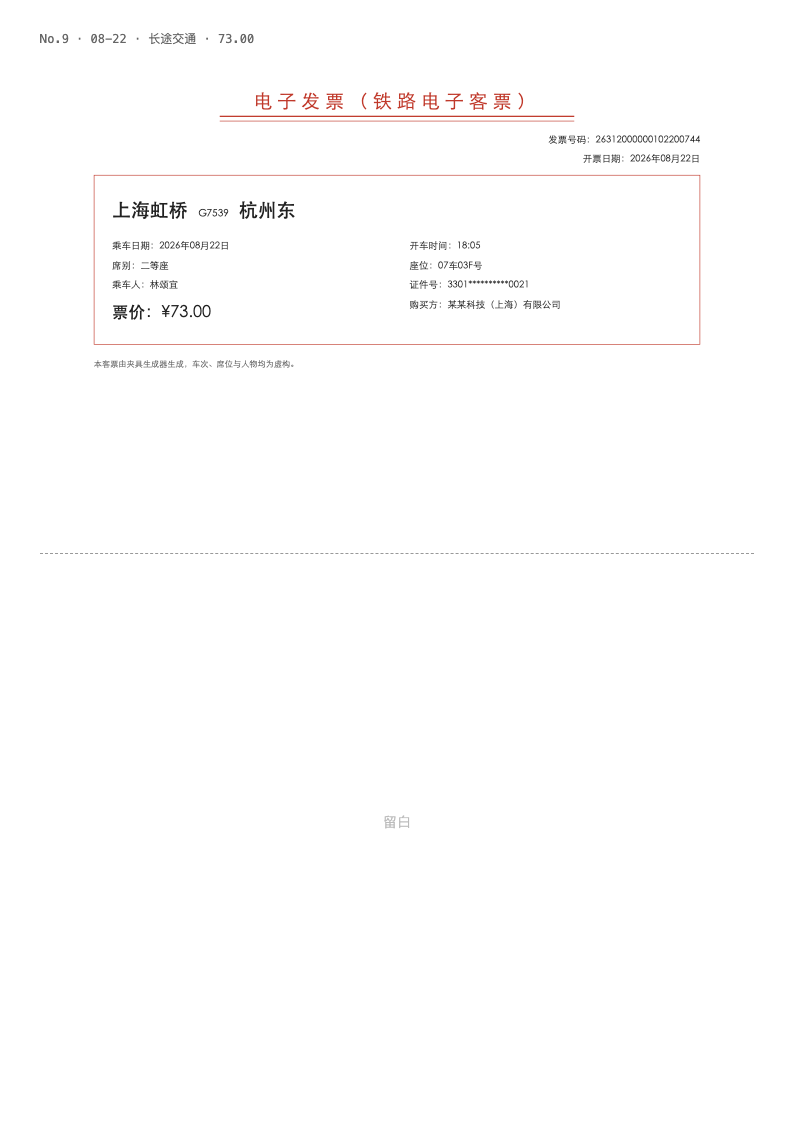 No.9 · 08-22 · 长途交通 · 73.00
电子发票（铁路电子客票）
发票号码：26312000000102200744
开票日期：2026年08月22日
上海虹桥 G7539 杭州东
乘车日期：2026年08月22日
开车时间：18:05
席别：二等座
座位：07车03F号
乘车人：林颂宜
证件号：3301**********0021
票价：¥73.00
购买方：某某科技（上海）有限公司
本客票由夹具生成器生成，车次、席位与人物均为虚构。
留白